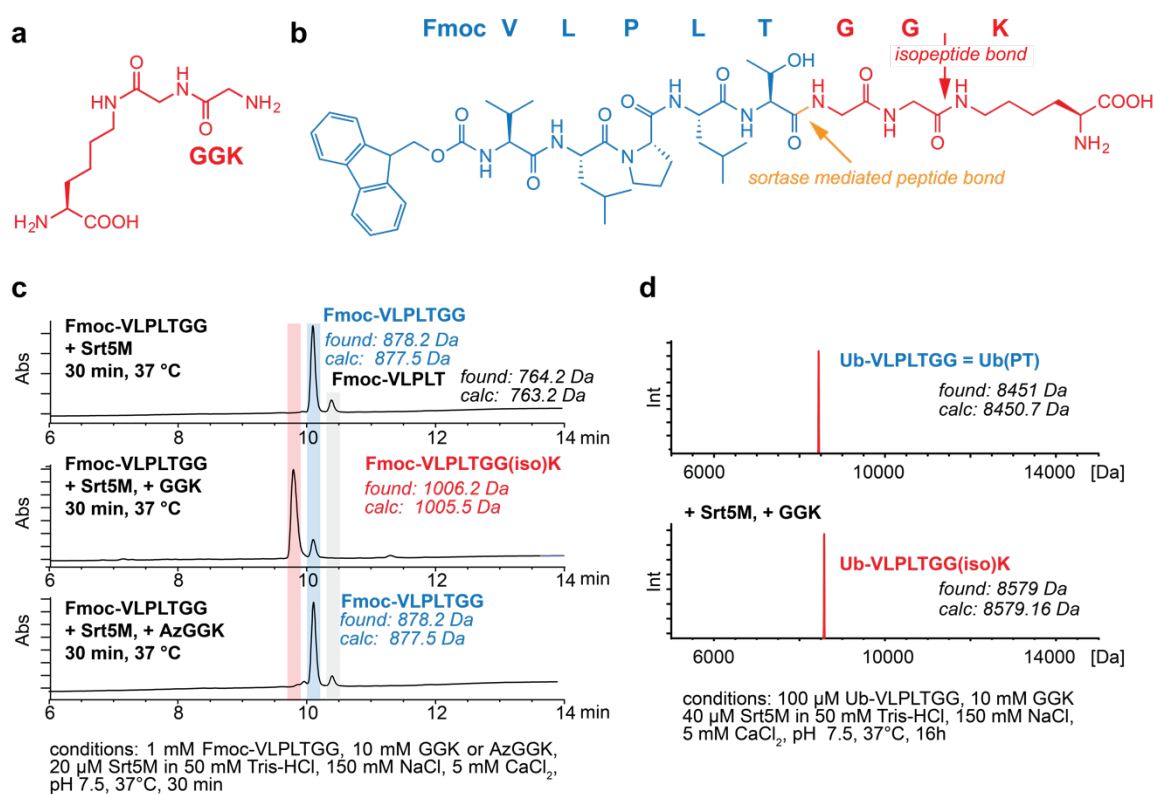 a
O
N
H
HN
NH2
O
GGK
H2N
COOH
b
Fmoc V L P L T G G K
isopeptide bond
OH
O
O
H
N
N
H
O
H
N
O
N
H
O
H
N
COOH
NH2
O
O
N
H
O
H
N
O
N
O
sortase mediated peptide bond
c
Abs
Fmoc-VLPLTGG
+ Srt5M
30 min, 37 °C
Fmoc-VLPLTGG
found: 878.2 Da
calc: 877.5 Da
Fmoc-VLPLT
found: 764.2 Da
calc: 763.2 Da
6 8 10 12 14 min
Abs
Fmoc-VLPLTGG
+ Srt5M, + GGK
30 min, 37 °C
Fmoc-VLPLTGG(iso)K
found: 1006.2 Da
calc: 1005.5 Da
6 8 10 12 14 min
Abs
Fmoc-VLPLTGG
+ Srt5M, + AzGGK
30 min, 37 °C
Fmoc-VLPLTGG
found: 878.2 Da
calc: 877.5 Da
6 8 10 12 14 min
conditions: 1 mM Fmoc-VLPLTGG, 10 mM GGK or AzGGK,
20 µM Srt5M in 50 mM Tris-HCl, 150 mM NaCl, 5 mM CaCl2,
pH 7.5, 37°C, 30 min
d
Int
Ub-VLPLTGG = Ub(PT)
found: 8451 Da
calc: 8450.7 Da
6000 10000 14000 [Da]
+ Srt5M, + GGK
Int
Ub-VLPLTGG(iso)K
found: 8579 Da
calc: 8579.16 Da
6000 10000 14000 [Da]
conditions: 100 µM Ub-VLPLTGG, 10 mM GGK
40 µM Srt5M in 50 mM Tris-HCl, 150 mM NaCl,
5 mM CaCl2, pH 7.5, 37°C, 16h